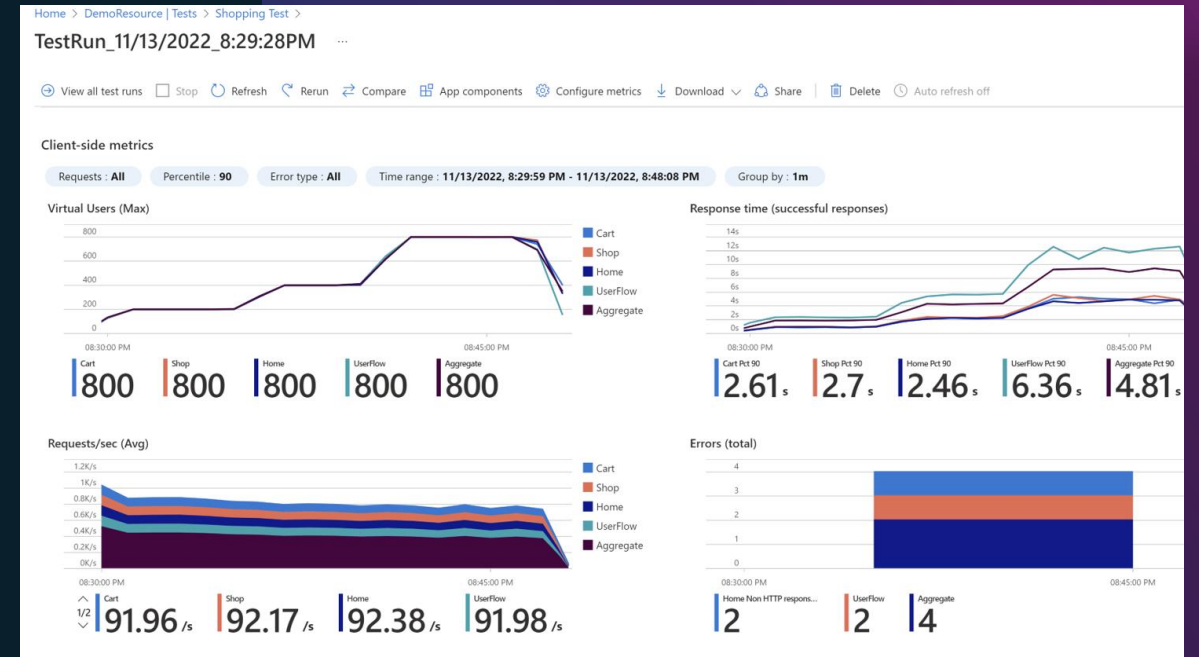 Home > DemoResource | Tests > Shopping Test >
TestRun_11/13/2022_8:29:28PM ...
View all test runs Stop Refresh Rerun Compare App components Configure metrics Download Share Delete Auto refresh off
Client-side metrics
Requests : All Percentile : 90 Error type : All Time range : 11/13/2022, 8:29:59 PM - 11/13/2022, 8:48:08 PM Group by : 1m
Virtual Users (Max)
800
600
400
200
0
08:30:00 PM 08:45:00 PM
Cart
Shop
Home
UserFlow
Aggregate
Cart Shop Home UserFlow Aggregate
800 800 800 800 800
Response time (successful responses)
14s
12s
10s
8s
6s
4s
2s
0s
08:30:00 PM 08:45:00 PM
Cart Pct 90 Shop Pct 90 Home Pct 90 UserFlow Pct 90 Aggregate Pct 90
2.61 s 2.7 s 2.46 s 6.36 s 4.81 s
Requests/sec (Avg)
1.2K/s
1K/s
0.8K/s
0.6K/s
0.4K/s
0.2K/s
0K/s
08:30:00 PM 08:45:00 PM
Cart
Shop
Home
UserFlow
Aggregate
1/2
Cart Shop Home UserFlow
91.96 /s 92.17 /s 92.38 /s 91.98 /s
Errors (total)
4
3
2
1
0
08:30:00 PM 08:45:00 PM
Home Non HTTP respons... UserFlow Aggregate
2 2 4